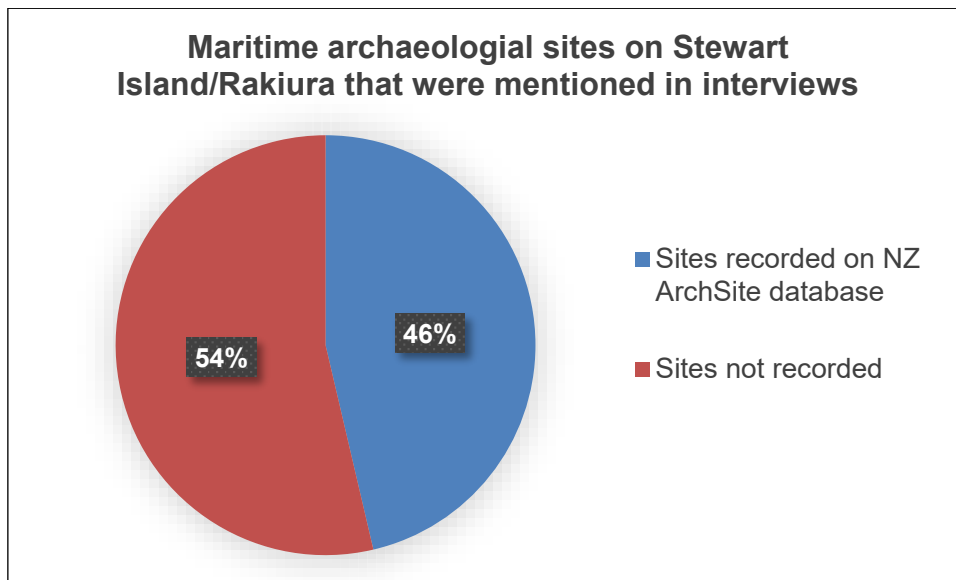 Maritime archaeologial sites on Stewart
Island/Rakiura that were mentioned in interviews
46%
54%
Sites recorded on NZ
ArchSite database
Sites not recorded